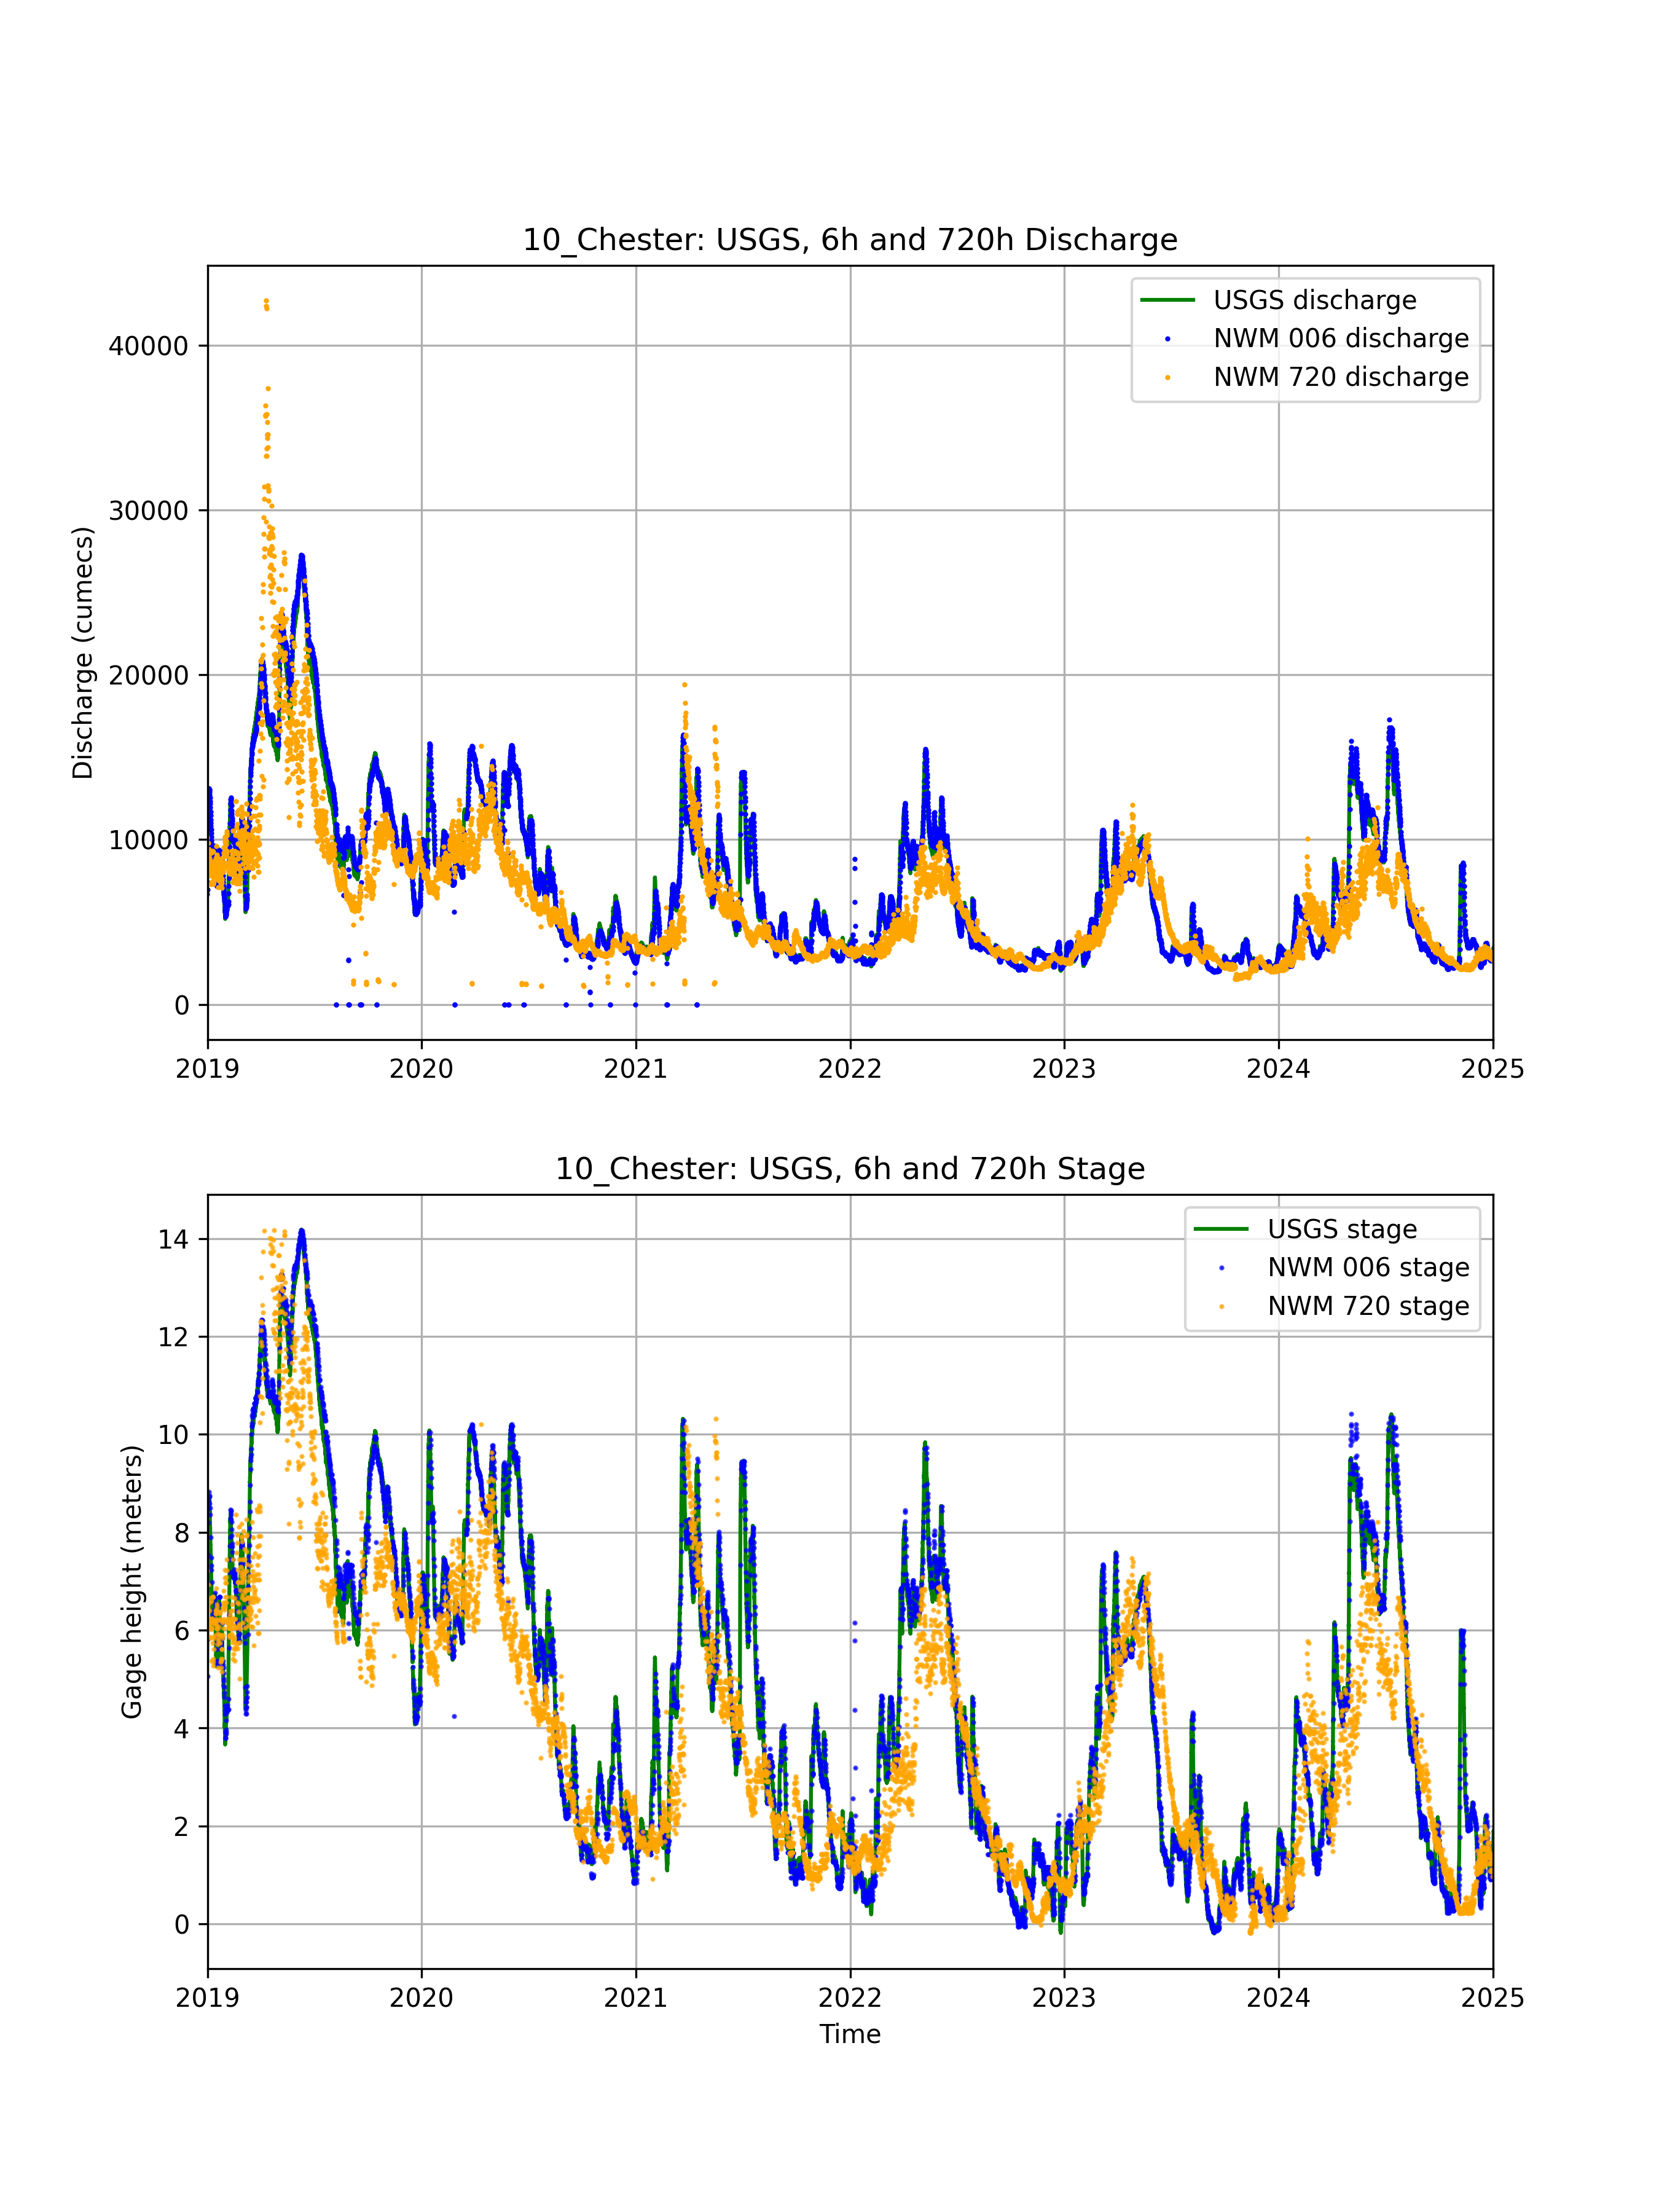 10_Chester: USGS, 6h and 720h Discharge
USGS discharge
NWM 006 discharge
NWM 720 discharge
Discharge (cumecs)
40000
30000
20000
10000
0
2019 2020 2021 2022 2023 2024 2025
10_Chester: USGS, 6h and 720h Stage
USGS stage
NWM 006 stage
NWM 720 stage
Gage height (meters)
14
12
10
8
6
4
2
0
2019 2020 2021 2022 2023 2024 2025
Time